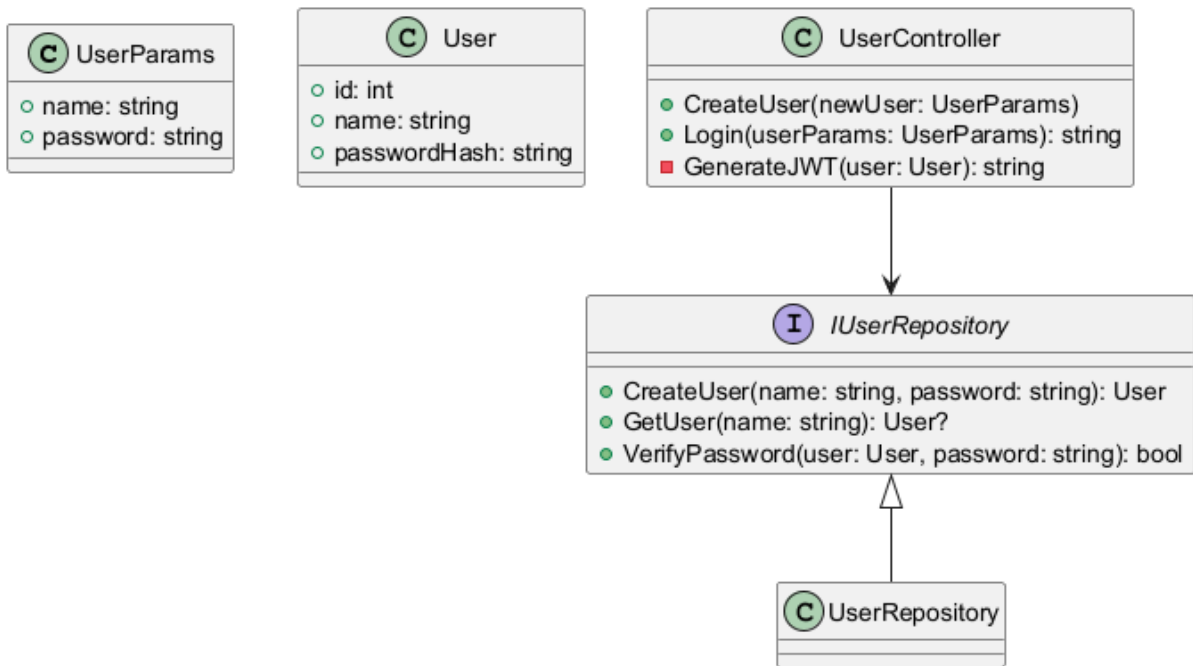 C UserParams
name: string
password: string
C User
id: int
name: string
passwordHash: string
C UserController
CreateUser(newUser: UserParams)
Login(userParams: UserParams): string
GenerateJWT(user: User): string
I IUserRepository
CreateUser(name: string, password: string): User
GetUser(name: string): User?
VerifyPassword(user: User, password: string): bool
C UserRepository